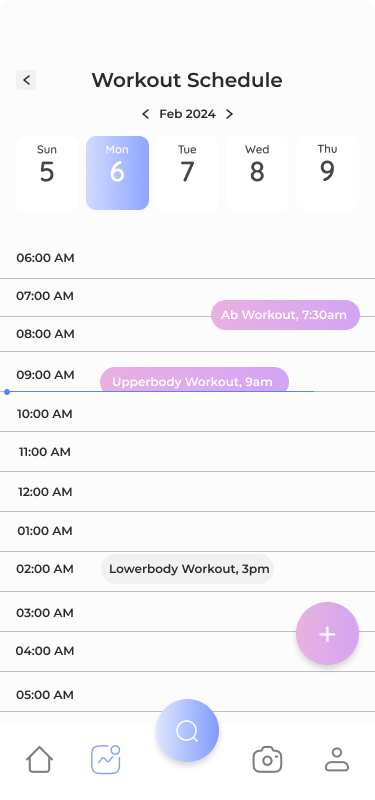 Workout Schedule
Feb 2024
Sun Mon Tue Wed Thu
5 6 7 8 9
06:00 AM
07:00 AM
Ab Workout, 7:30am
08:00 AM
09:00 AM
Upperbody Workout, 9am
10:00 AM
11:00 AM
12:00 AM
01:00 AM
02:00 AM Lowerbody Workout, 3pm
03:00 AM
04:00 AM
05:00 AM